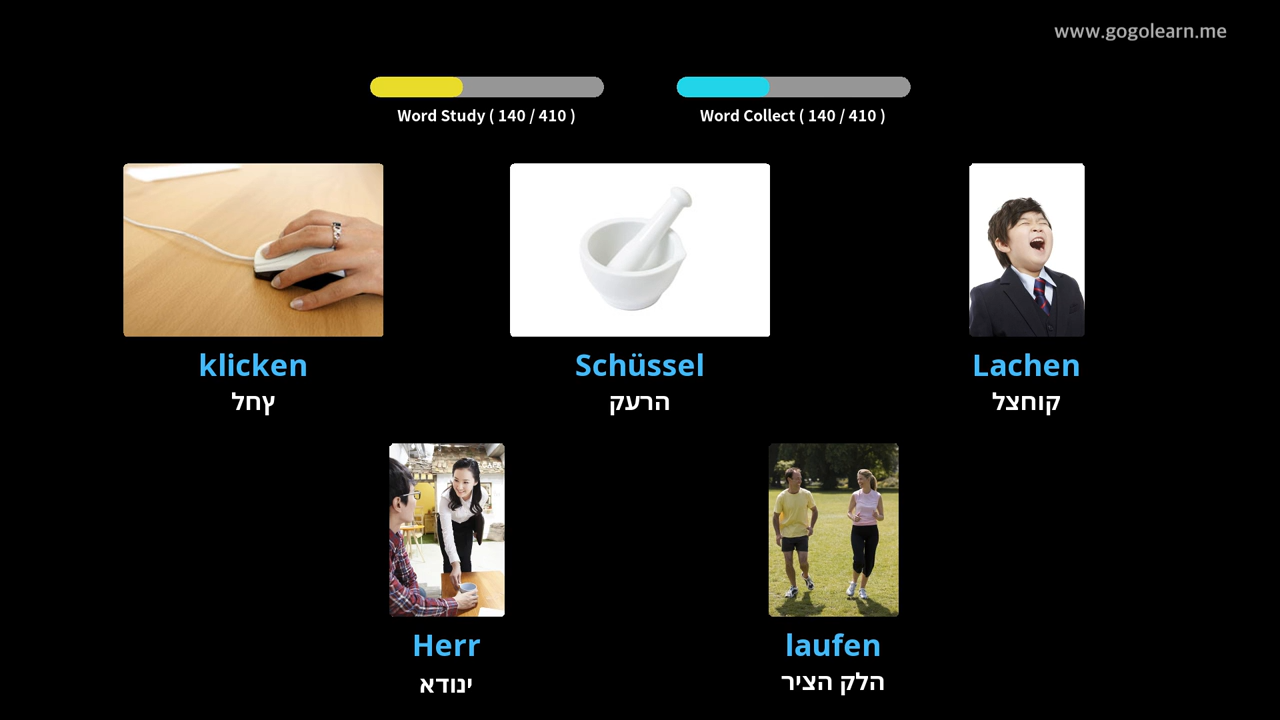 www.gogolearn.me
Word Study ( 140 / 410 )
Word Collect ( 140 / 410 )
klicken
ץחל
Schüssel
הרעק
Lachen
קוחצל
Herr
ינודא
laufen
הלק הציר